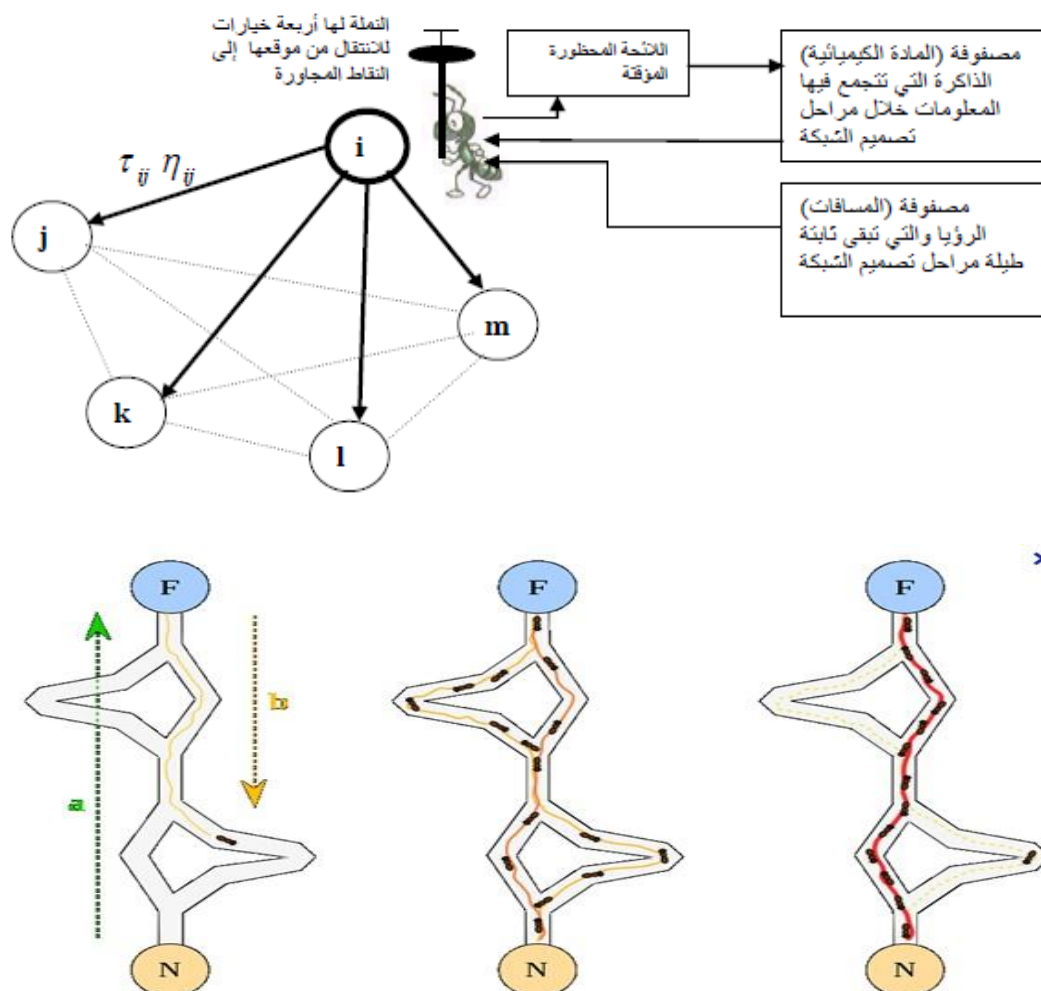 النملة لها أربعة خيارات
للانتقال من موقعها إلى
النقاط المجاورة
اللائحة المحظورة
المؤقتة
مصفوفة (المادة الكيميائية)
الذاكرة التي تتجمع فيها
المعلومات خلال مراحل
تصميم الشبكة
مصفوفة (المسافات)
الرؤيا والتي تبقى ثابتة
طيلة مراحل تصميم الشبكة
i
τij ηij
j
m
k
l
F
F
F
a
b
N
N
N